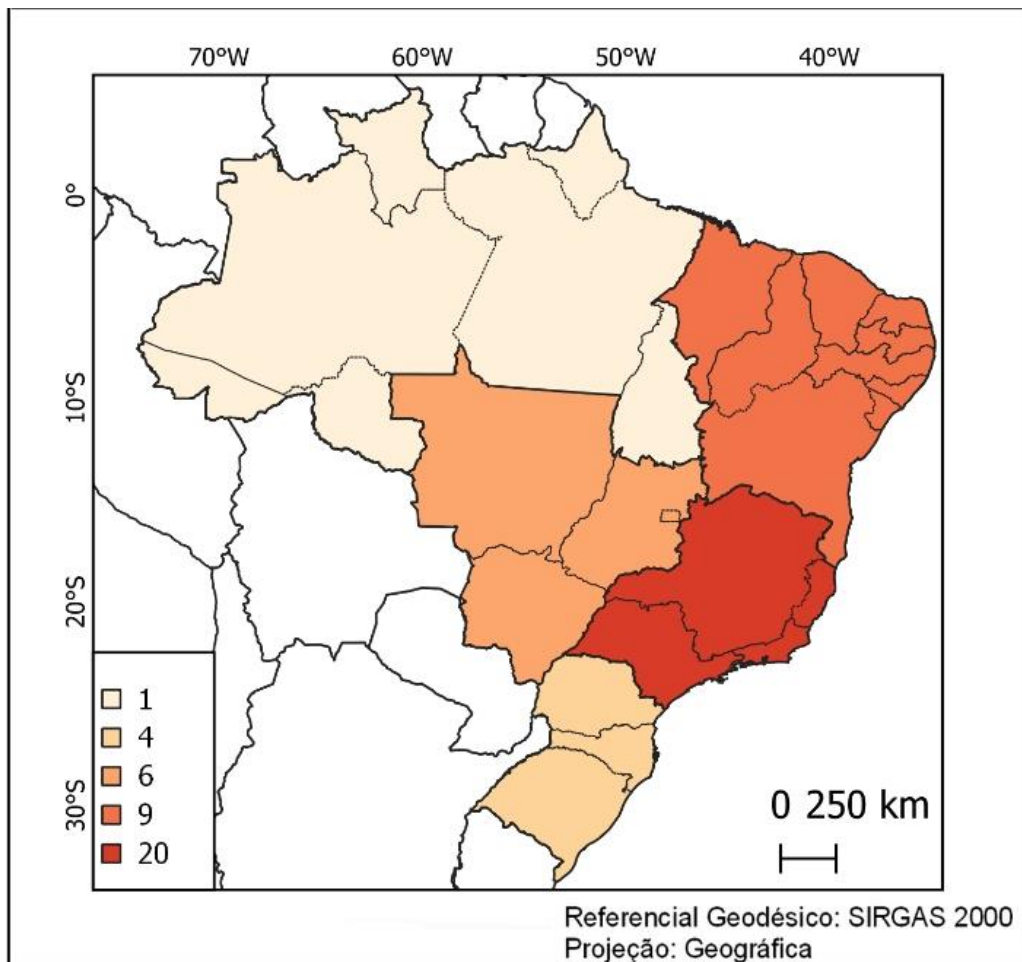 70°W 60°W 50°W 40°W
0°
10°S
20°S
30°S
1
4
6
9
20
0 250 km
Referencial Geodésico: SIRGAS 2000
Projeção: Geográfica